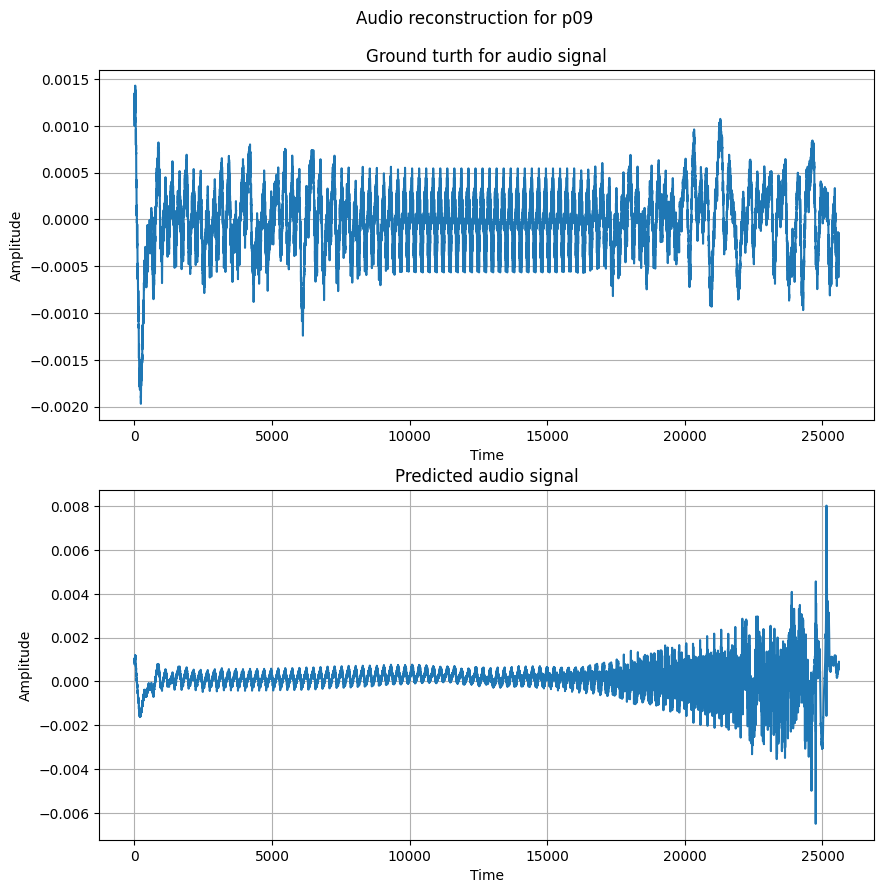 Audio reconstruction for p09
Ground turth for audio signal
0.0015
0.0010
0.0005
0.0000
−0.0005
−0.0010
−0.0015
−0.0020
Amplitude
0 5000 10000 15000 20000 25000
Time
Predicted audio signal
0.008
0.006
0.004
0.002
0.000
−0.002
−0.004
−0.006
Amplitude
0 5000 10000 15000 20000 25000
Time